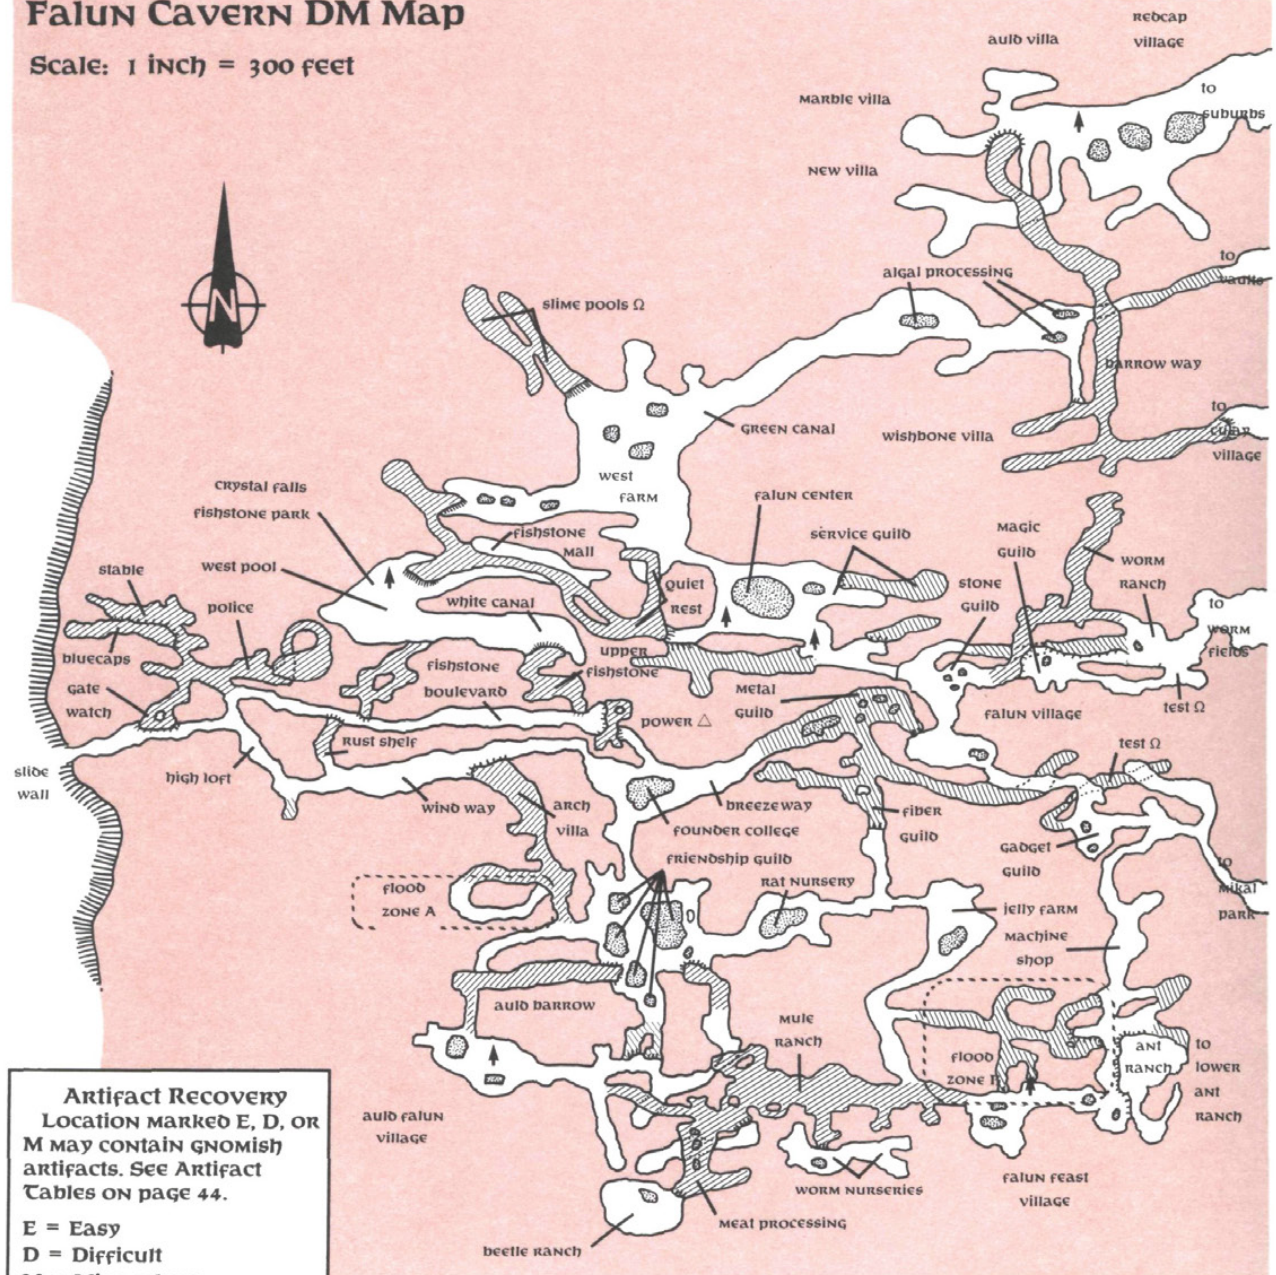 Falun Cavern DM Map
Scale: 1 inch = 300 feet
Redcap
village
auld villa
to
suburbs
Marble villa
New villa
N
to
vaults
algal processing
slime pools Ω
barrow way
green canal
wishbone villa
to
village
west
farm
crystal falls
fishstone park
falun center
fishstone
mall
service guild
magic
guild
worm
ranch
west pool
stable
quiet
rest
stone
guild
police
white canal
to
worm
fields
bluecaps
upper
fishstone
fishstone
boulevard
gate
watch
metal
guild
power △
falun village
test Ω
rust shelf
high loft
test Ω
slide
wall
wind way
arch
villa
breezeway
fiber
guild
founder college
gadget
guild
friendship guild
to
Mikal
park
rat nursery
flood
zone A
jelly farm
machine
shop
auld barrow
mule
ranch
flood
zone
ant
ranch
to
lower
ant
ranch
auld falun
village
worm nurseries
falun feast
village
meat processing
beetle ranch
Artifact Recovery
Location marked E, D, or
M may contain gnomish
artifacts. See Artifact
Tables on page 44.
E = Easy
D = Difficult